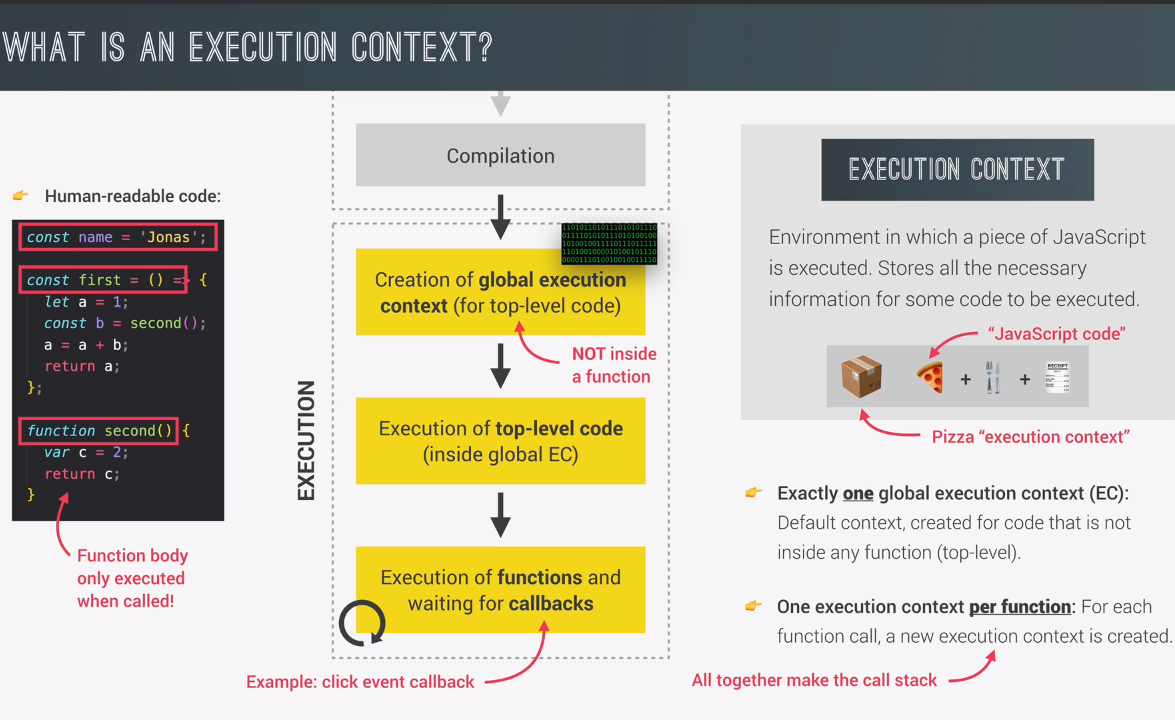 WHAT IS AN EXECUTION CONTEXT?
Compilation
👉 Human-readable code:
const name = 'Jonas';
const first = () => {
let a = 1;
const b = second();
a = a + b;
return a;
};
function second() {
var c = 2;
return c;
}
Function body
only executed
when called!
EXECUTION
Creation of global execution
context (for top-level code)
NOT inside
a function
Execution of top-level code
(inside global EC)
Execution of functions and
waiting for callbacks
Example: click event callback
EXECUTION CONTEXT
Environment in which a piece of JavaScript
is executed. Stores all the necessary
information for some code to be executed.
“JavaScript code”
+ +
RECEIPT
Pizza “execution context”
👉 Exactly one global execution context (EC):
Default context, created for code that is not
inside any function (top-level).
👉 One execution context per function: For each
function call, a new execution context is created.
All together make the call stack